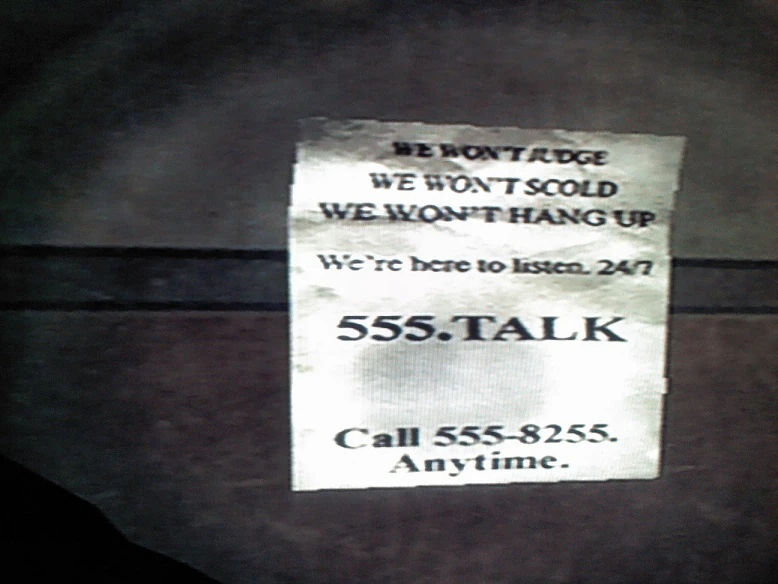 WE WON'T JUDGE
WE WON'T SCOLD
WE WON'T HANG UP
We're here to listen. 24/7
555.TALK
Call 555-8255.
Anytime.